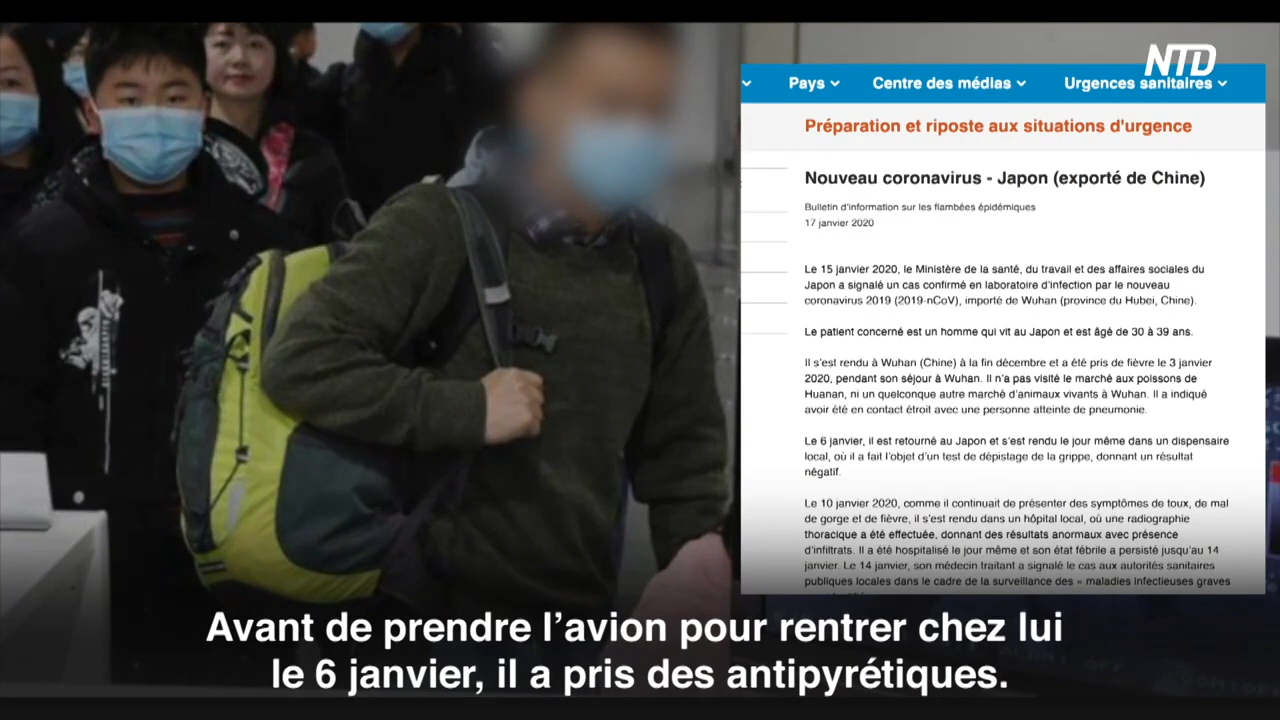 NTD
Pays
Centre des médias
Urgences sanitaires
Préparation et riposte aux situations d'urgence
Nouveau coronavirus - Japon (exporté de Chine)
Bulletin d'information sur les flambées épidémiques
17 janvier 2020
Le 15 janvier 2020, le Ministère de la santé, du travail et des affaires sociales du
Japon a signalé un cas confirmé en laboratoire d'infection par le nouveau
coronavirus 2019 (2019-nCoV), importé de Wuhan (province du Hubei, Chine).
Le patient concerné est un homme qui vit au Japon et est âgé de 30 à 39 ans.
Il s'est rendu à Wuhan (Chine) à la fin décembre et a été pris de fièvre le 3 janvier
2020, pendant son séjour à Wuhan. Il n'a pas visité le marché aux poissons de
Huanan, ni un quelconque autre marché d'animaux vivants à Wuhan. Il a indiqué
avoir été en contact étroit avec une personne atteinte de pneumonie.
Le 6 janvier, il est retourné au Japon et s'est rendu le jour même dans un dispensaire
local, où il a fait l'objet d'un test de dépistage de la grippe, donnant un résultat
négatif.
Le 10 janvier 2020, comme il continuait de présenter des symptômes de toux, de mal
de gorge et de fièvre, il s'est rendu dans un hôpital local, où une radiographie
thoracique a été effectuée, donnant des résultats anormaux avec présence
d'infiltrats. Il a été hospitalisé le jour même et son état fébrile a persisté jusqu'au 14
janvier. Le 14 janvier, son médecin traitant a signalé le cas aux autorités sanitaires
publiques locales dans le cadre de la surveillance des « maladies infectieuses graves
Avant de prendre l'avion pour rentrer chez lui
le 6 janvier, il a pris des antipyrétiques.